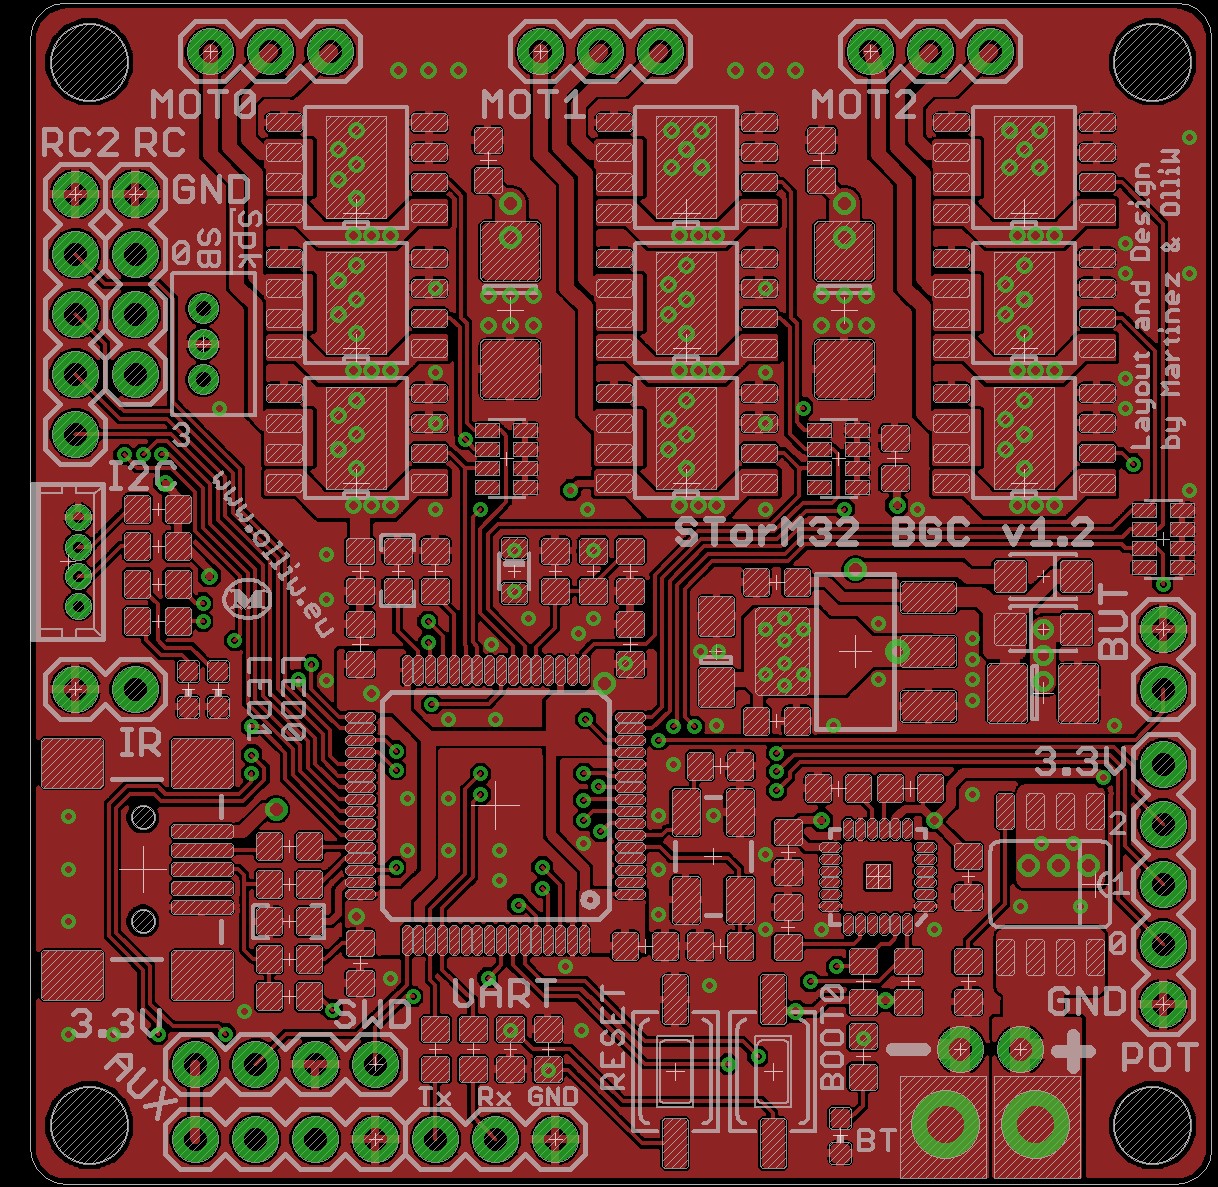 MOT0 MOT1 MOT2
RC2 RC
GND
0
SB
Spk
3
I2C
www.olliw.eu
Layout and Design
by Martinez & OlliW
STorM32 BGC v1.2
BUT
LED1
LED0
IR
3.3V
2
1
0
GND
POT
UART
SWD
3.3V
AUX
RESET
BOOT0
Tx Rx GND
BT
- +